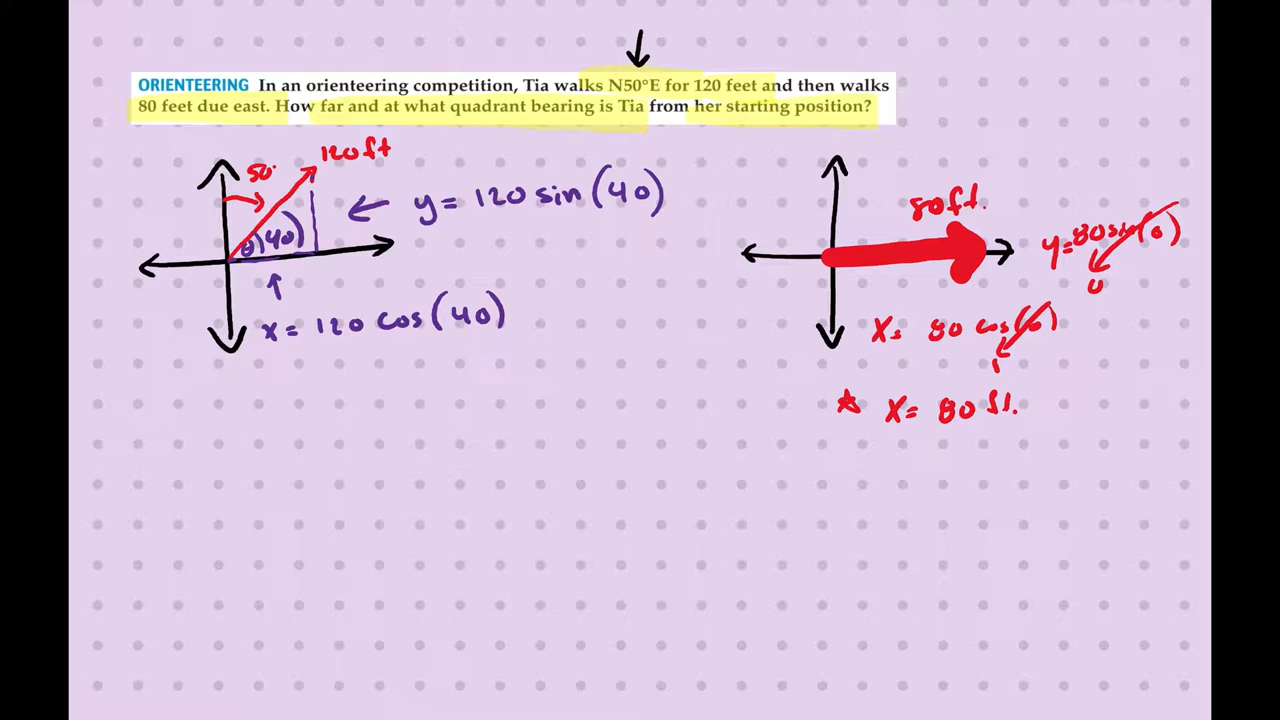 ORIENTEERING In an orienteering competition, Tia walks N50°E for 120 feet and then walks
80 feet due east. How far and at what quadrant bearing is Tia from her starting position?
120ft
50°
θ)40)
y = 120 sin(40)
x = 120 cos(40)
80ft.
y=80sin(0)
0
x= 80 cos(0)
1
x= 80 ft.